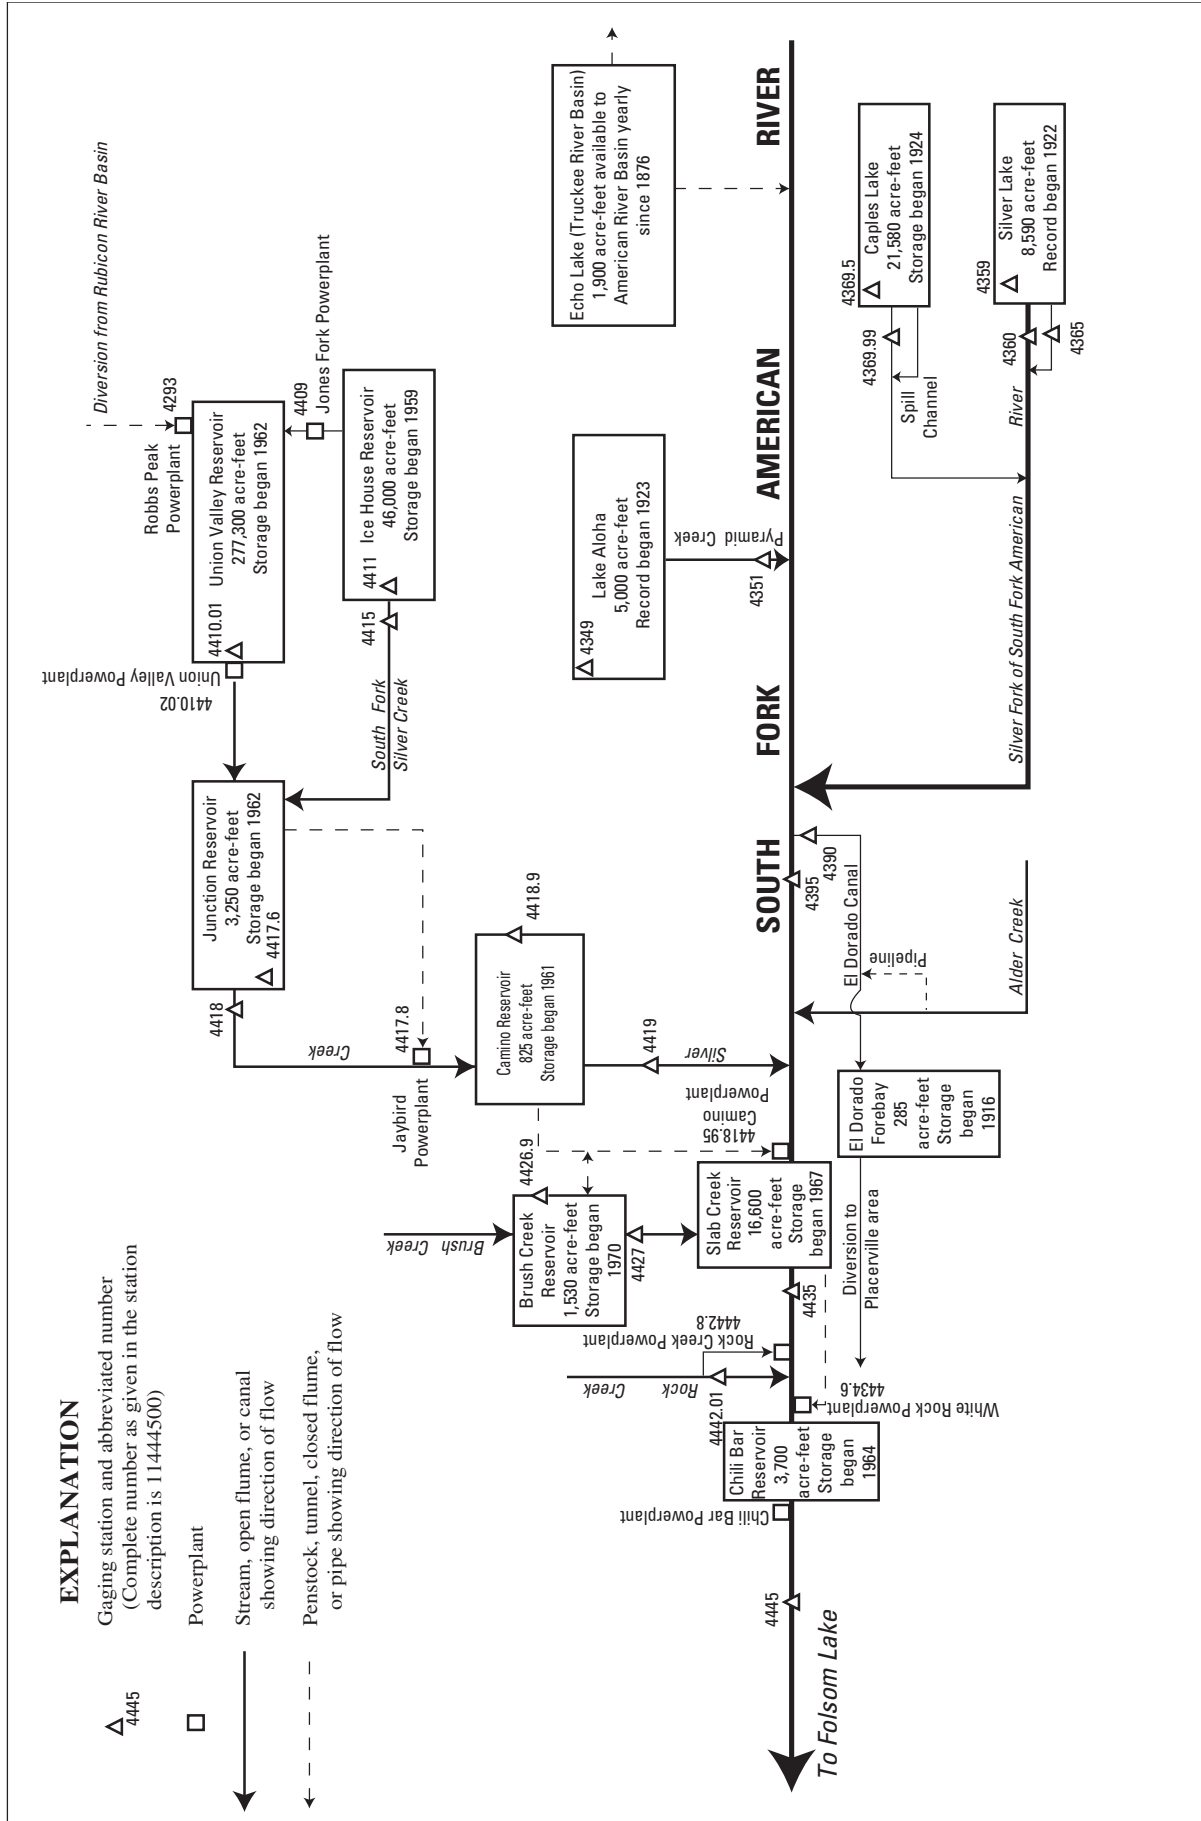 EXPLANATION
4445
Gaging station and abbreviated number
(Complete number as given in the station
description is 11444500)
Powerplant
Stream, open flume, or canal
showing direction of flow
Penstock, tunnel, closed flume,
or pipe showing direction of flow
Diversion from Rubicon River Basin
Robbs Peak
Powerplant
4293
4410.01
Union Valley Reservoir
277,300 acre-feet
Storage began 1962
4409
Jones Fork Powerplant
4411
Ice House Reservoir
46,000 acre-feet
Storage began 1959
4415
Union Valley Powerplant
4410.02
South Fork
Silver Creek
Junction Reservoir
3,250 acre-feet
Storage began 1962
4417.6
4418
Creek
4417.8
Jaybird
Powerplant
Camino Reservoir
825 acre-feet
Storage began 1961
4418.9
4419
Silver
4418.95
Camino
Powerplant
Brush Creek
4426.9
Brush Creek
Reservoir
1,530 acre-feet
Storage began
1970
4427
Slab Creek
Reservoir
16,600
acre-feet
Storage
began 1967
4435
Rock Creek Powerplant
4442.8
Rock
Creek
4442.01
White Rock Powerplant
4434.6
Chili Bar
Reservoir
3,700
acre-feet
Storage
began
1964
Chili Bar Powerplant
4445
To Folsom Lake
Echo Lake (Truckee River Basin)
1,900 acre-feet available to
American River Basin yearly
since 1876
4349
Lake Aloha
5,000 acre-feet
Record began 1923
4351
Pyramid Creek
SOUTH FORK AMERICAN RIVER
4369.5
Caples Lake
21,580 acre-feet
Storage began 1924
4369.99
Spill
Channel
4359
Silver Lake
8,590 acre-feet
Record began 1922
4360
4365
Silver Fork of South Fork American River
4395
4390
El Dorado Canal
Pipeline
Alder Creek
El Dorado
Forebay
285
acre-feet
Storage
began
1916
Diversion to
Placerville area